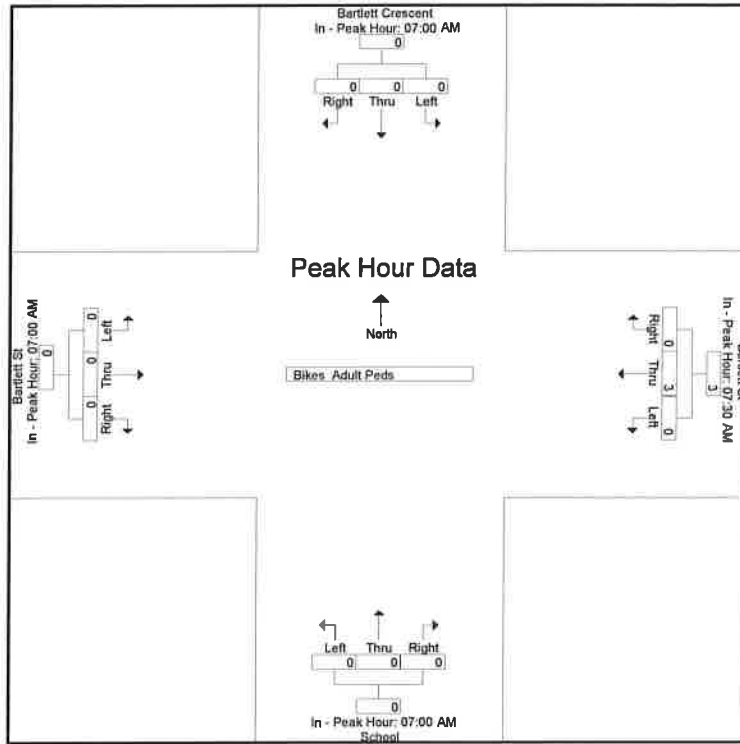 Bartlett Crescent
In - Peak Hour: 07:00 AM
0
0 0 0
Right Thru Left
Peak Hour Data
North
Bikes Adult Peds
Bartlett St
In - Peak Hour: 07:00 AM
0
0 0 0
Left Thru Right
In - Peak Hour: 07:30 AM
3
0 3 0
Right Thru Left
Left Thru Right
0 0 0
0
In - Peak Hour: 07:00 AM
School